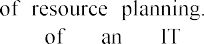 of resource planning.
of an IT